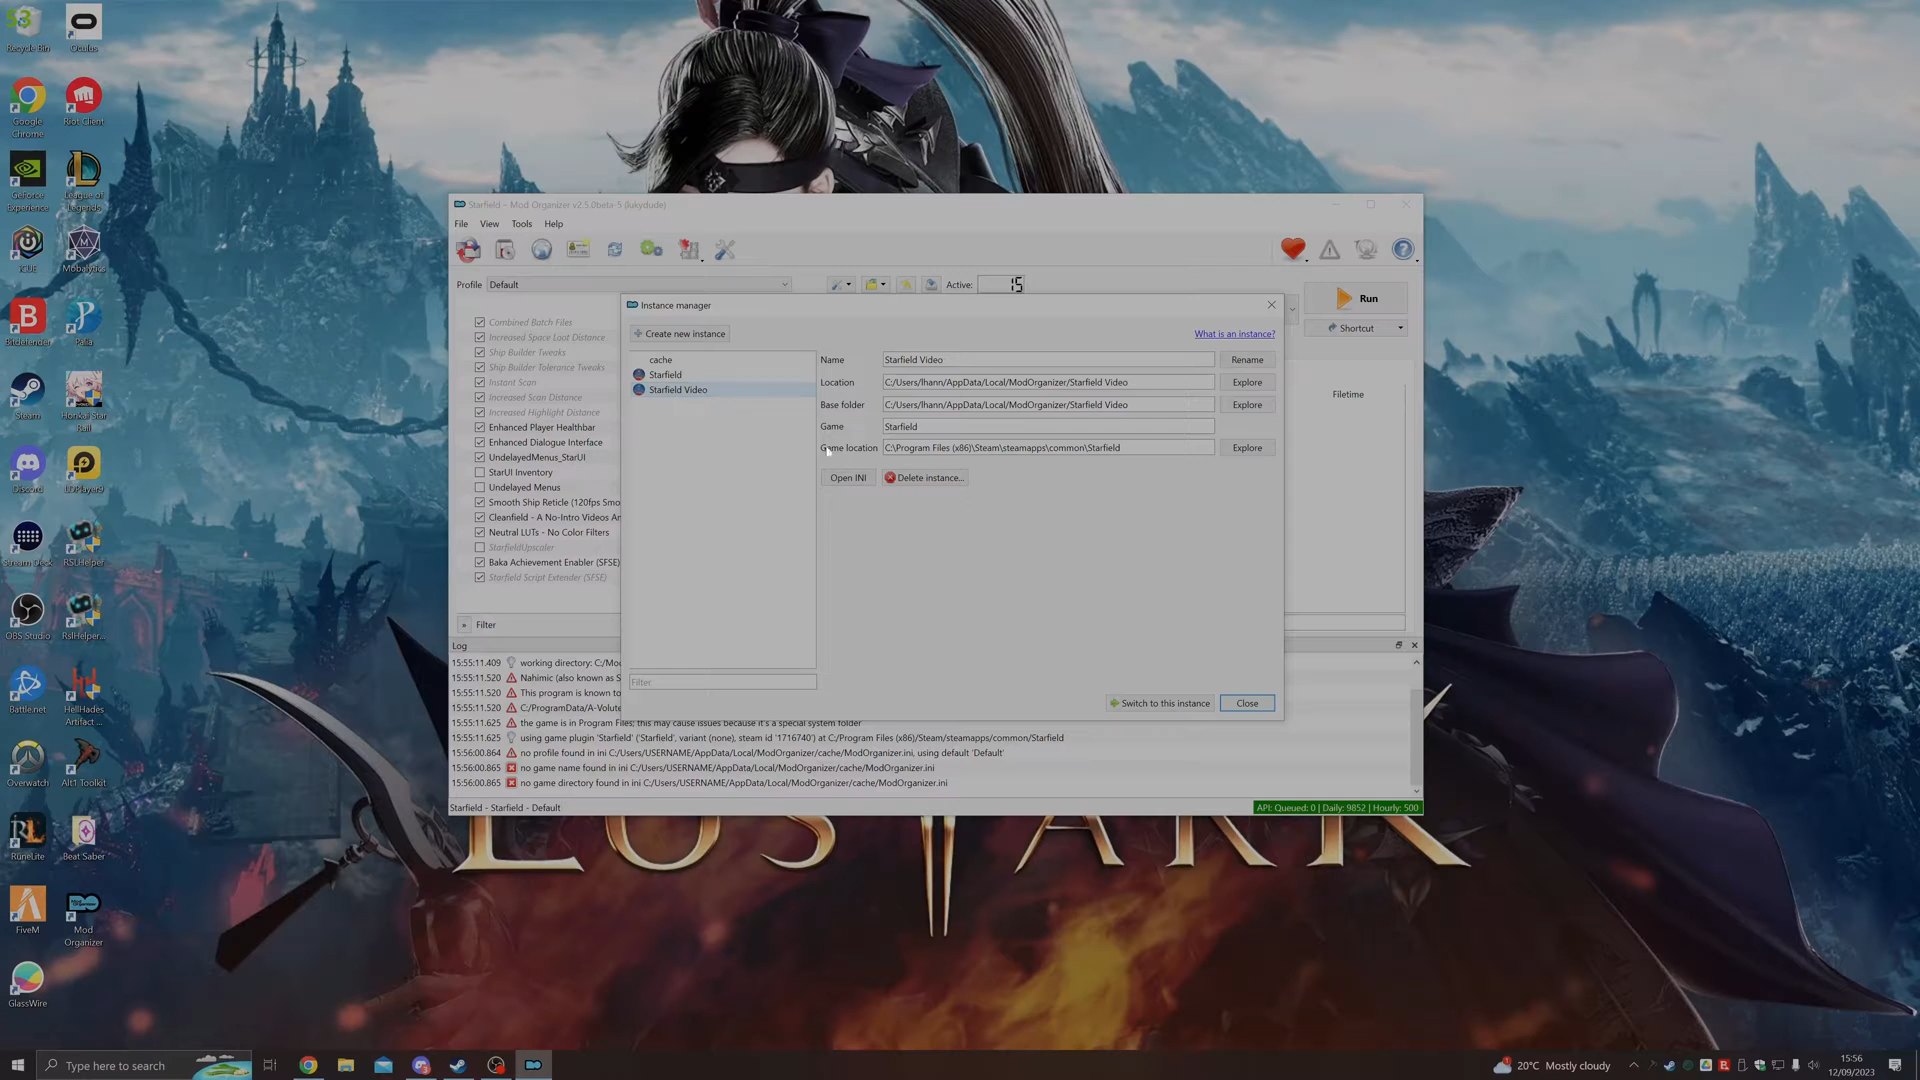 53
Recycle Bin
Oculus
Google Chrome
Riot Client
GeForce Experience
League of Legends
iCUE
Mobalytics
Bitdefender
Palia
Steam
Honkai Star Rail
Discord
LDPlayer9
Stream Deck
RSLHelper
OBS Studio
RslHelper...
Battle.net
HellHades Artifact ...
Overwatch
Alt1 Toolkit
RuneLite
Beat Saber
FiveM
Mod Organizer
GlassWire
Starfield – Mod Organizer v2.5.0beta-5 (lukydude)
File View Tools Help
Profile Default Active: 15
Run
Shortcut
Filetime
Combined Batch Files
Increased Space Loot Distance
Ship Builder Tweaks
Ship Builder Tolerance Tweaks
Instant Scan
Increased Scan Distance
Increased Highlight Distance
Enhanced Player Healthbar
Enhanced Dialogue Interface
UndelayedMenus_StarUI
StarUI Inventory
Undelayed Menus
Smooth Ship Reticle (120fps Smo
Cleanfield - A No-Intro Videos An
Neutral LUTs - No Color Filters
StarfieldUpscaler
Baka Achievement Enabler (SFSE)
Starfield Script Extender (SFSE)
» Filter
Instance manager
Create new instance
What is an instance?
cache
Starfield
Starfield Video
Filter
Name Starfield Video Rename
Location C:/Users/lhann/AppData/Local/ModOrganizer/Starfield Video Explore
Base folder C:/Users/lhann/AppData/Local/ModOrganizer/Starfield Video Explore
Game Starfield
Game location C:\Program Files (x86)\Steam\steamapps\common\Starfield Explore
Open INI Delete instance...
Switch to this instance Close
Log
15:55:11.409 working directory: C:/Mo
15:55:11.520 Nahimic (also known as S
15:55:11.520 This program is known to
15:55:11.520 C:/ProgramData/A-Volute
15:55:11.625 the game is in Program Files; this may cause issues because it's a special system folder
15:55:11.625 using game plugin 'Starfield' ('Starfield', variant (none), steam id '1716740') at C:/Program Files (x86)/Steam/steamapps/common/Starfield
15:56:00.864 no profile found in ini C:/Users/USERNAME/AppData/Local/ModOrganizer/cache/ModOrganizer.ini, using default 'Default'
15:56:00.865 no game name found in ini C:/Users/USERNAME/AppData/Local/ModOrganizer/cache/ModOrganizer.ini
15:56:00.865 no game directory found in ini C:/Users/USERNAME/AppData/Local/ModOrganizer/cache/ModOrganizer.ini
Starfield - Starfield - Default
API: Queued: 0 | Daily: 9852 | Hourly: 500
LOST ARK
Type here to search
20°C Mostly cloudy
15:56
12/09/2023